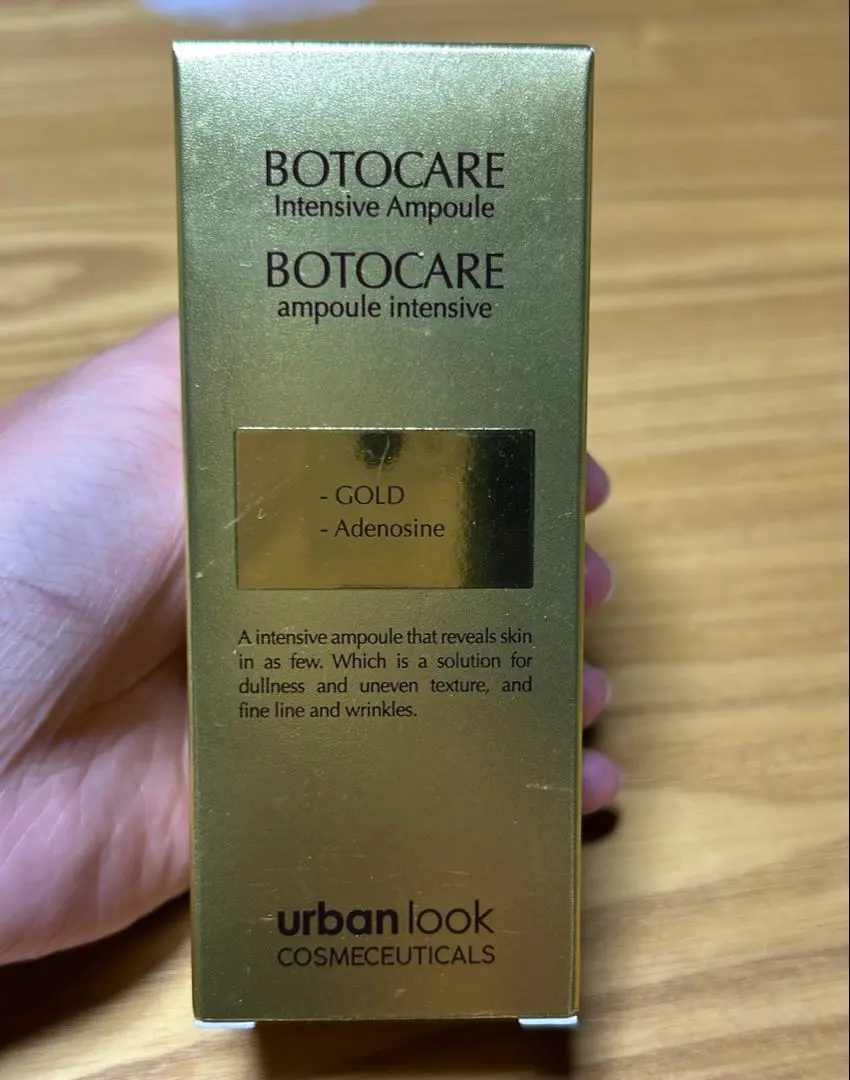 BOTOCARE
Intensive Ampoule
BOTOCARE
ampoule intensive
- GOLD
- Adenosine
A intensive ampoule that reveals skin
in as few. Which is a solution for
dullness and uneven texture, and
fine line and wrinkles.
urban look
COSMECEUTICALS